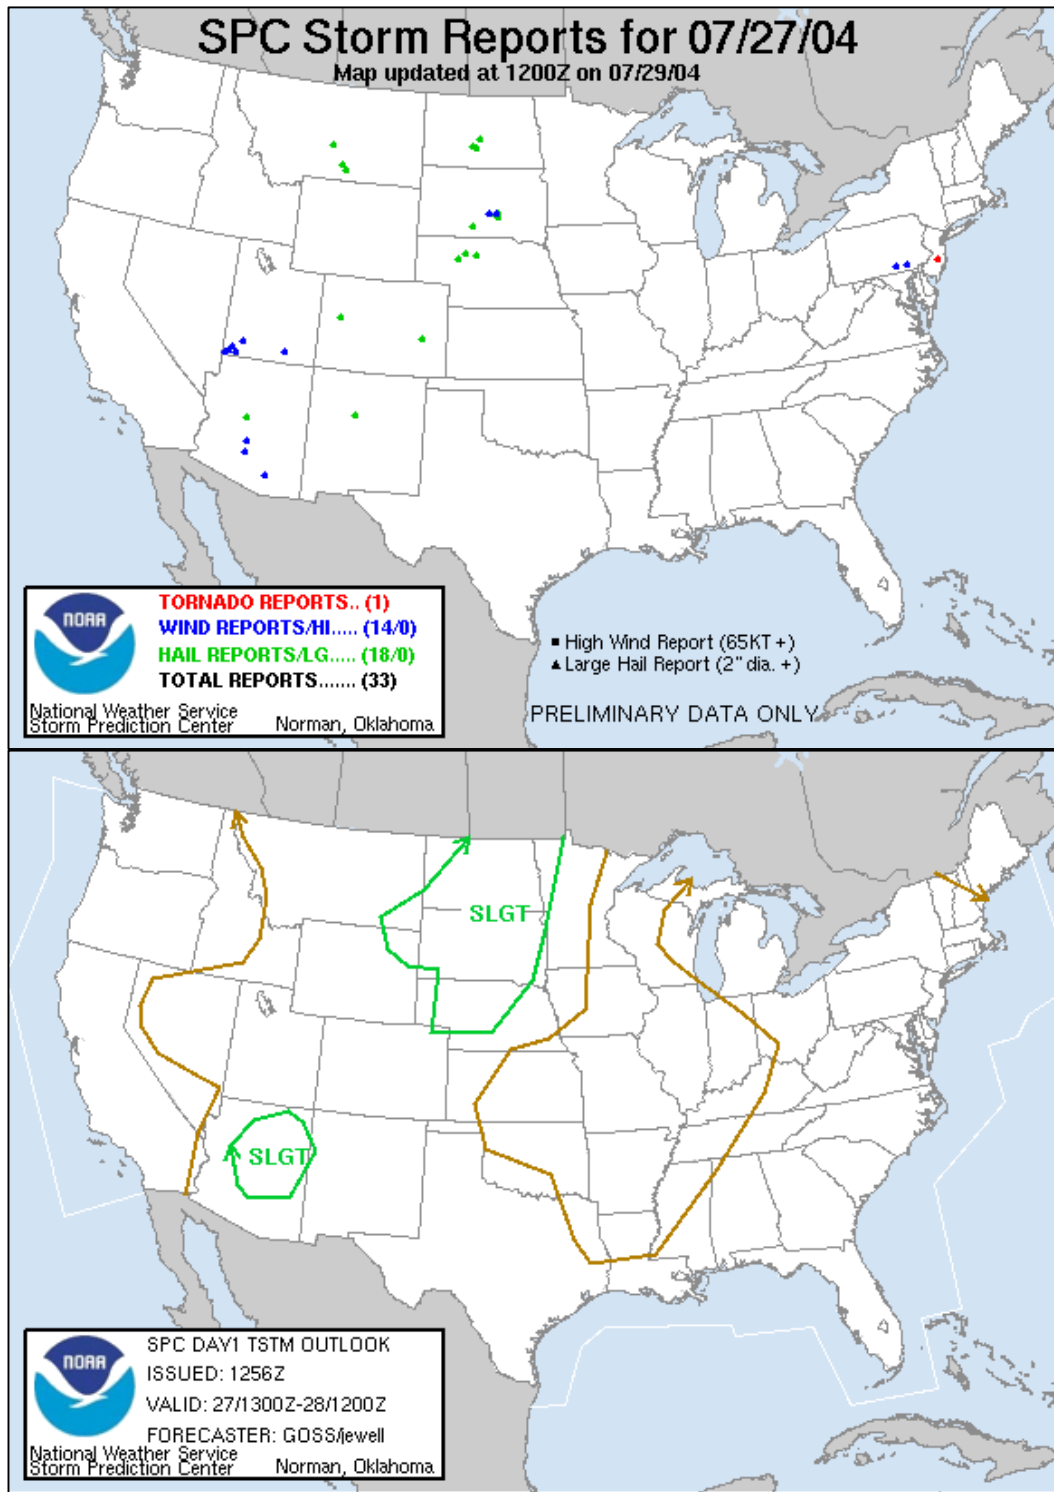 SPC Storm Reports for 07/27/04
Map updated at 1200Z on 07/29/04
NOAA
TORNADO REPORTS.. (1)
WIND REPORTS/HI..... (14/0)
HAIL REPORTS/LG..... (18/0)
TOTAL REPORTS....... (33)
National Weather Service
Storm Prediction Center Norman, Oklahoma
High Wind Report (65KT +)
Large Hail Report (2" dia. +)
PRELIMINARY DATA ONLY
SLGT
SLGT
NOAA
SPC DAY1 TSTM OUTLOOK
ISSUED: 1256Z
VALID: 27/1300Z-28/1200Z
FORECASTER: GOSS/jewell
National Weather Service
Storm Prediction Center Norman, Oklahoma